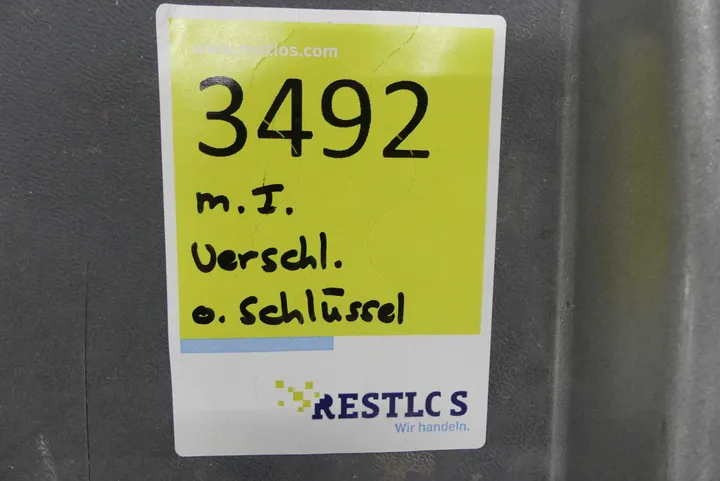 www.restlos.com
3492
m. I.
Verschl.
o. Schlüssel
RESTLOS
Wir handeln.